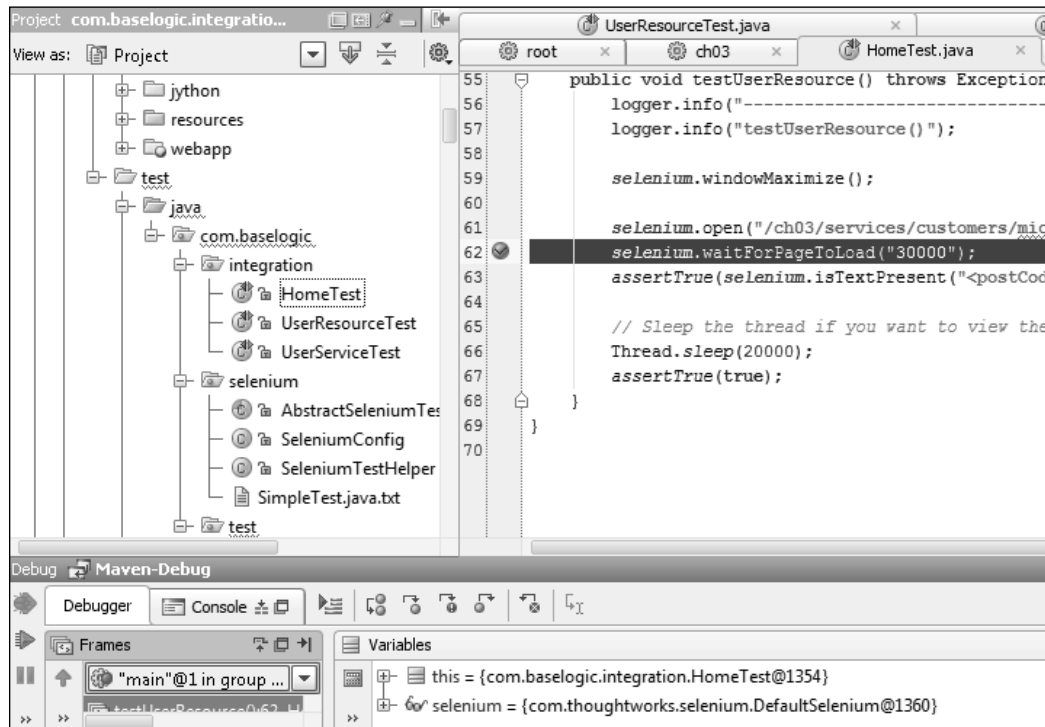 Project com.baselogic.integratio...
View as: Project
jython
resources
webapp
test
java
com.baselogic
integration
HomeTest
UserResourceTest
UserServiceTest
selenium
AbstractSeleniumTes
SeleniumConfig
SeleniumTestHelper
SimpleTest.java.txt
test
UserResourceTest.java
root
ch03
HomeTest.java
55 public void testUserResource() throws Exception
56 logger.info("------------------------------
57 logger.info("testUserResource()");
58
59 selenium.windowMaximize();
60
61 selenium.open("/ch03/services/customers/mic
62 selenium.waitForPageToLoad("30000");
63 assertTrue(selenium.isTextPresent("<postCod
64
65 // Sleep the thread if you want to view the
66 Thread.sleep(20000);
67 assertTrue(true);
68 }
69 }
70
Debug Maven-Debug
Debugger
Console
Frames
"main"@1 in group ...
testUserResource():62, H
Variables
this = {com.baselogic.integration.HomeTest@1354}
selenium = {com.thoughtworks.selenium.DefaultSelenium@1360}